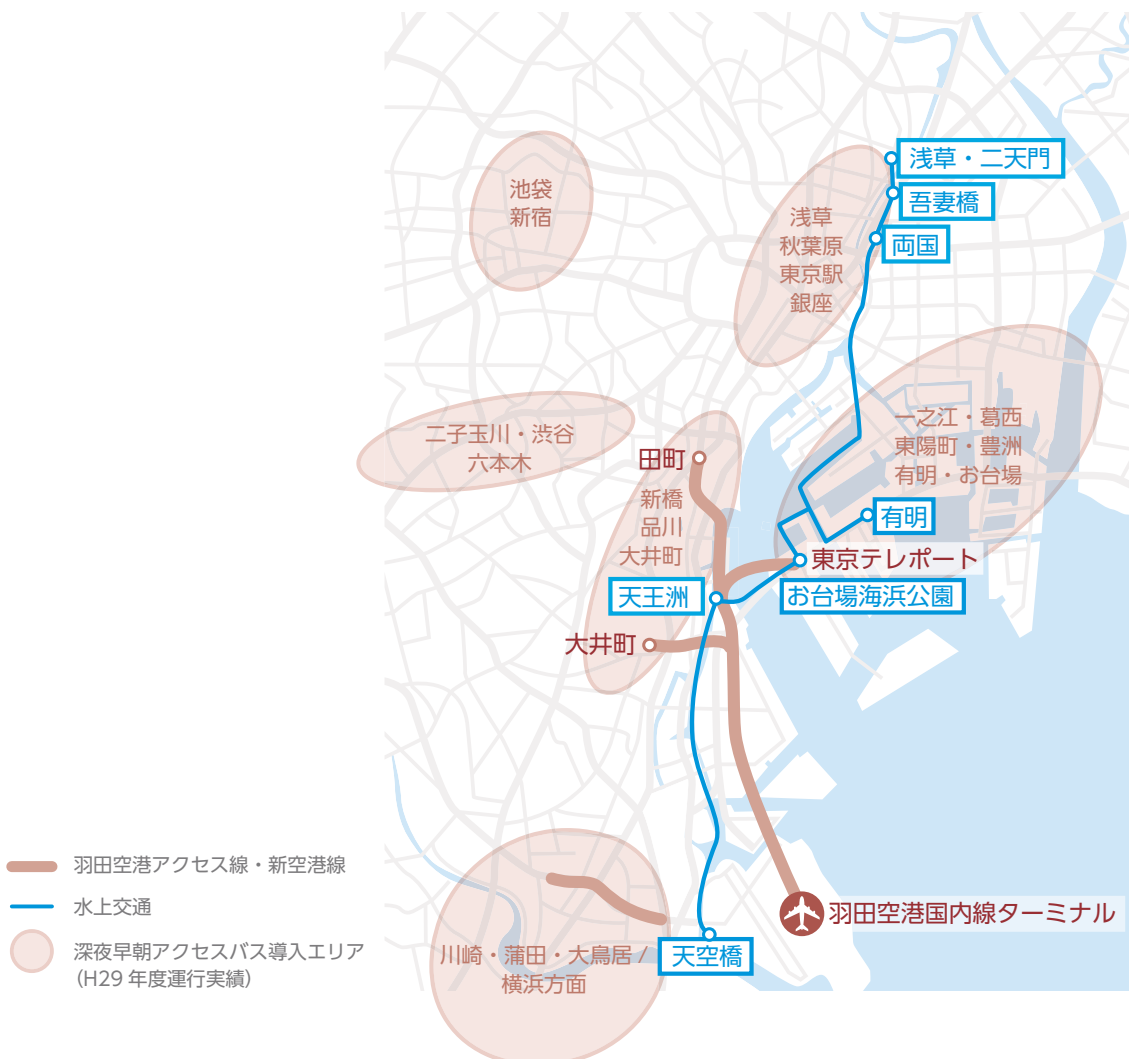 浅草・二天門
吾妻橋
両国
池袋
新宿
浅草
秋葉原
東京駅
銀座
一之江・葛西
東陽町・豊洲
有明・お台場
二子玉川・渋谷
六本木
田町
新橋
品川
大井町
有明
東京テレポート
お台場海浜公園
天王洲
大井町
羽田空港国内線ターミナル
川崎・蒲田・大鳥居 /
横浜方面
天空橋
羽田空港アクセス線・新空港線
水上交通
深夜早朝アクセスバス導入エリア
(H29 年度運行実績)